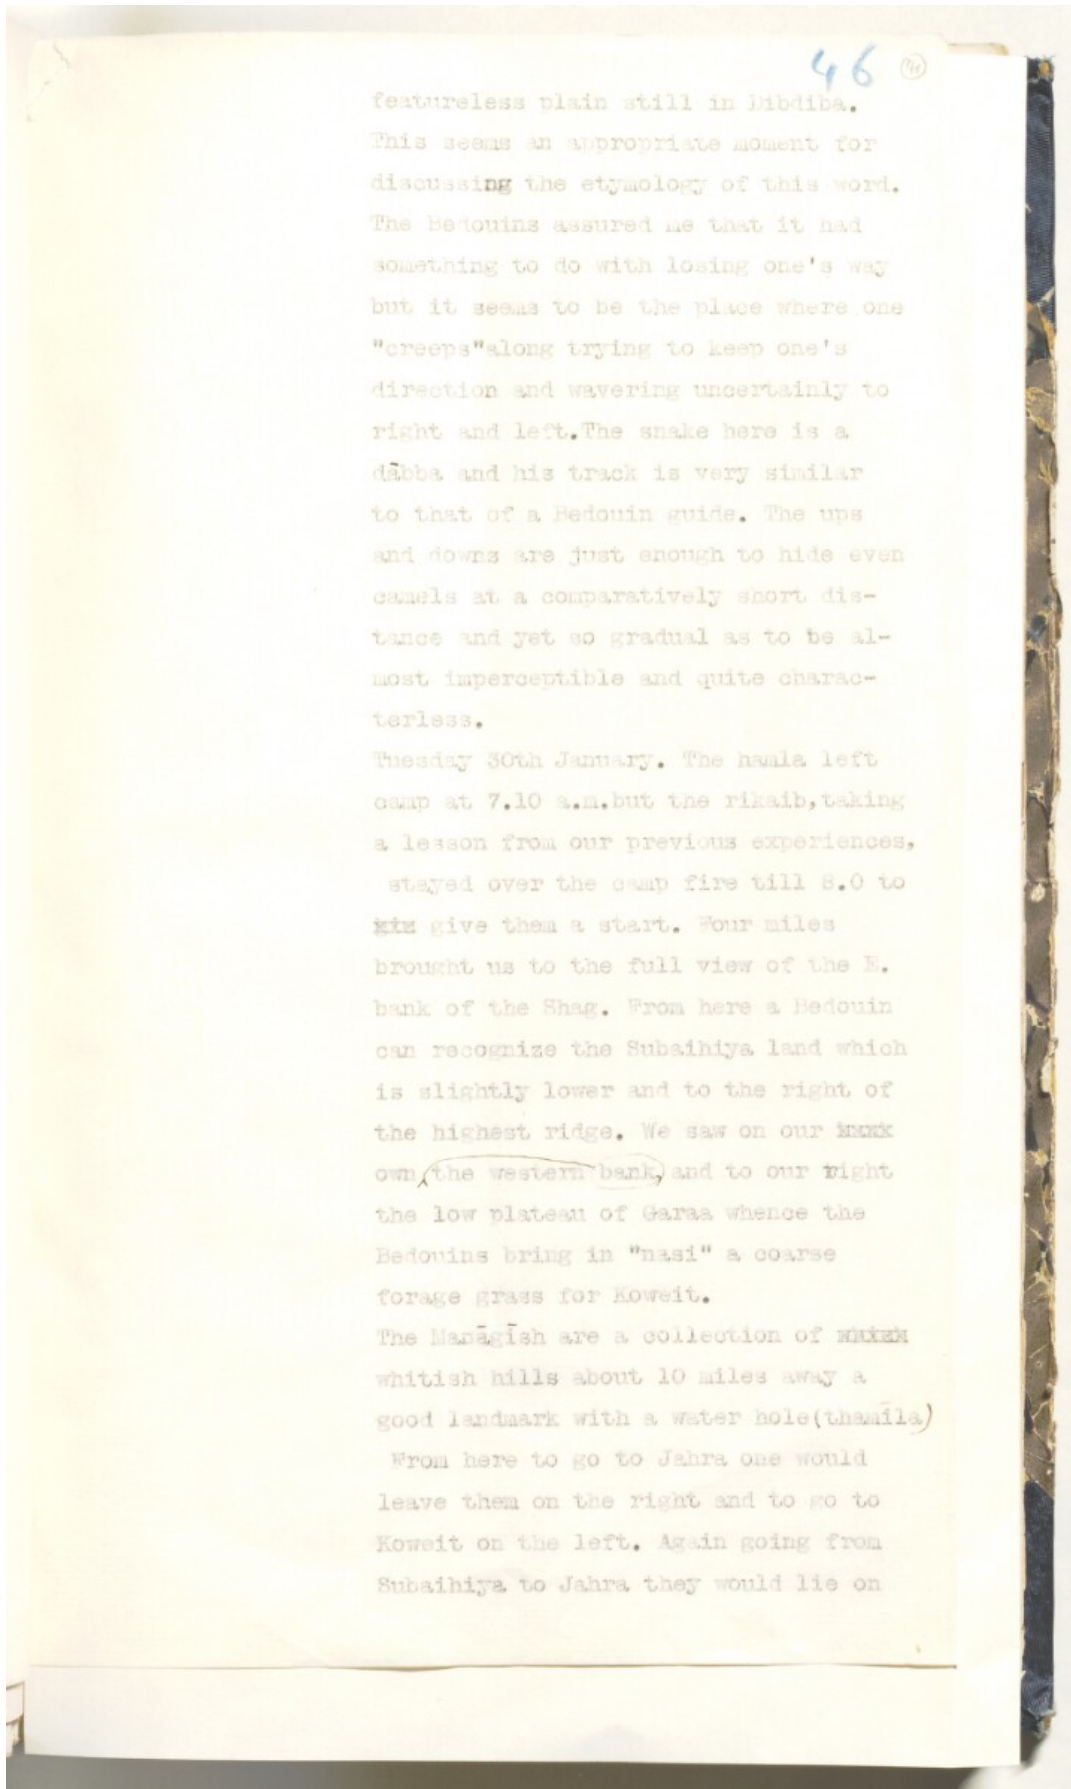 46
featureless plain still in Dibdiba.
This seems an appropriate moment for
discussing the etymology of this word.
The Bedouins assured me that it had
something to do with losing one's way
but it seems to be the place where one
"creeps"along trying to keep one's
direction and wavering uncertainly to
right and left.The snake here is a
dābba and his track is very similar
to that of a Bedouin guide. The ups
and downs are just enough to hide even
camels at a comparatively short dis-
tance and yet so gradual as to be al-
most imperceptible and quite charac-
terless.
Tuesday 30th January. The hamla left
camp at 7.10 a.m.but the rikaib,taking
a lesson from our previous experiences,
stayed over the camp fire till 8.0 to
give them a start. Four miles
brought us to the full view of the E.
bank of the Shag. From here a Bedouin
can recognize the Subaihiya land which
is slightly lower and to the right of
the highest ridge. We saw on our
own, the western bank, and to our right
the low plateau of Garaa whence the
Bedouins bring in "nasi" a coarse
forage grass for Koweit.
The Manāgīsh are a collection of
whitish hills about 10 miles away a
good landmark with a water hole(thamīla)
From here to go to Jahra one would
leave them on the right and to go to
Koweit on the left. Again going from
Subaihiya to Jahra they would lie on